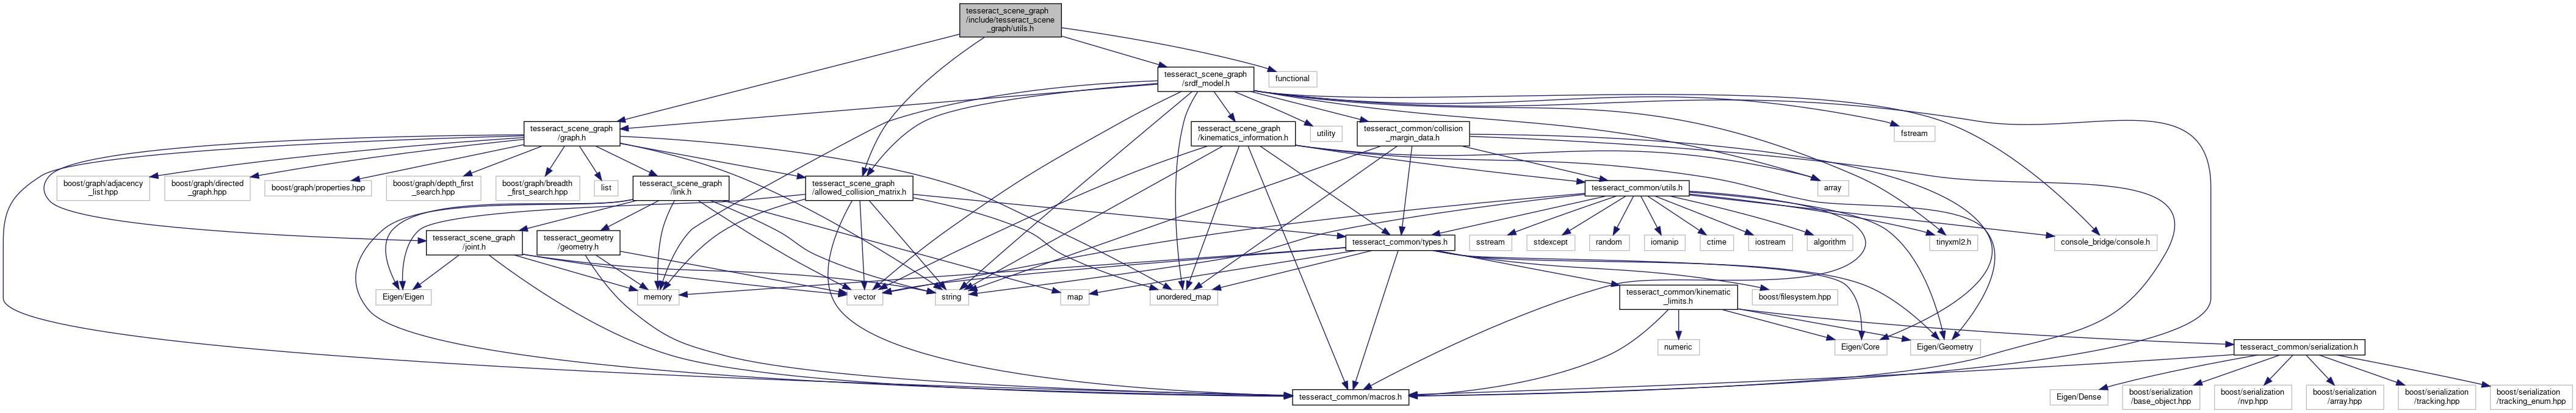 tesseract_scene_graph
/include/tesseract_scene
_graph/utils.h
tesseract_scene_graph
/srdf_model.h
functional
tesseract_scene_graph
/graph.h
tesseract_scene_graph
/kinematics_information.h
utility
tesseract_common/collision
_margin_data.h
fstream
boost/graph/adjacency
_list.hpp
boost/graph/directed
_graph.hpp
boost/graph/properties.hpp
boost/graph/depth_first
_search.hpp
boost/graph/breadth
_first_search.hpp
list
tesseract_scene_graph
/link.h
tesseract_scene_graph
/allowed_collision_matrix.h
tesseract_common/utils.h
array
tesseract_scene_graph
/joint.h
tesseract_geometry
/geometry.h
tesseract_common/types.h
sstream
stdexcept
random
iomanip
ctime
iostream
algorithm
tinyxml2.h
console_bridge/console.h
Eigen/Eigen
memory
vector
string
map
unordered_map
tesseract_common/kinematic
_limits.h
boost/filesystem.hpp
numeric
Eigen/Core
Eigen/Geometry
tesseract_common/serialization.h
tesseract_common/macros.h
Eigen/Dense
boost/serialization
/base_object.hpp
boost/serialization
/nvp.hpp
boost/serialization
/array.hpp
boost/serialization
/tracking.hpp
boost/serialization
/tracking_enum.hpp